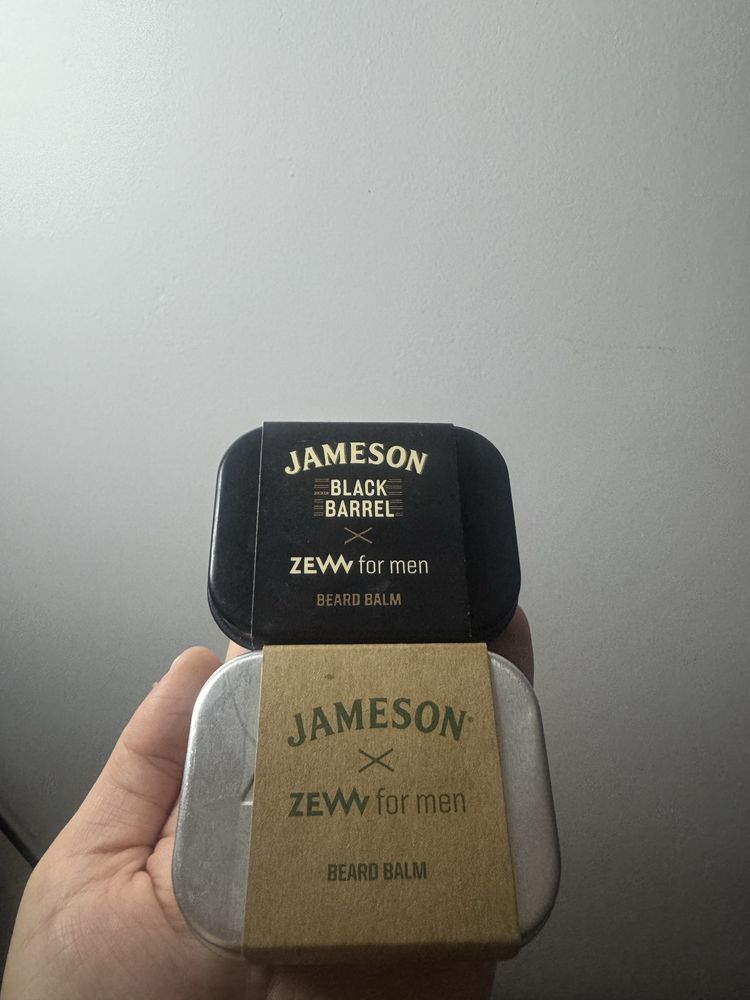 JAMESON
BLACK
BARREL
ZEW for men
BEARD BALM
JAMESON®
ZEW for men
BEARD BALM